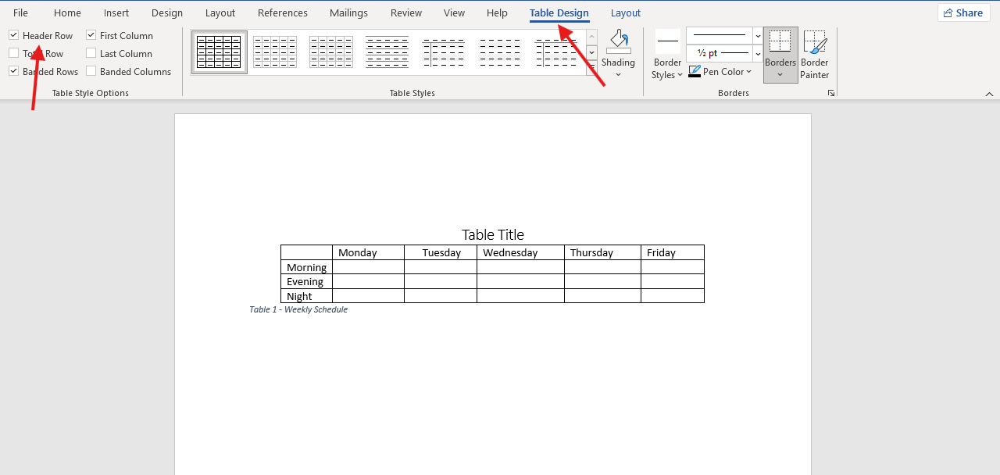 File Home Insert Design Layout References Mailings Review View Help Table Design Layout Share
Header Row First Column
Total Row Last Column
Banded Rows Banded Columns
Table Style Options
Table Styles
Shading
Border
Styles
½ pt
Pen Color
Borders
Border
Painter
Borders
Table Title
Monday Tuesday Wednesday Thursday Friday
Morning
Evening
Night
Table 1 - Weekly Schedule